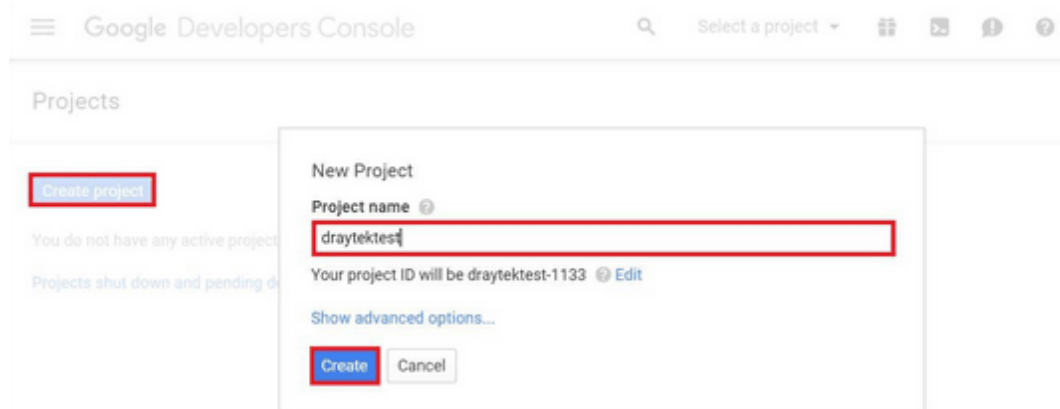 Google Developers Console
Select a project
Projects
Create project
You do not have any active project
Projects shut down and pending d
New Project
Project name
draytektest
Your project ID will be draytektest-1133 Edit
Show advanced options...
Create Cancel